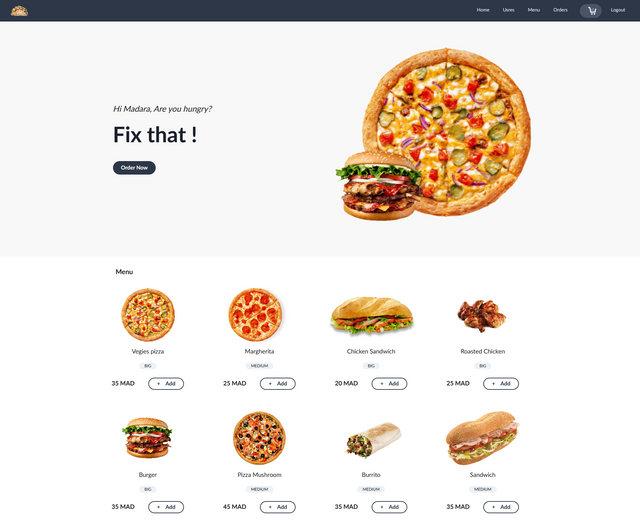 Home Usres Menu Orders Logout
Hi Madara, Are you hungry?
Fix that !
Order Now
Menu
Vegies pizza Margherita Chicken Sandwich Roasted Chicken
BIG MEDIUM BIG BIG
35 MAD + Add 25 MAD + Add 20 MAD + Add 25 MAD + Add
Burger Pizza Mushroom Burrito Sandwich
BIG MEDIUM MEDIUM MEDIUM
35 MAD + Add 45 MAD + Add 35 MAD + Add 35 MAD + Add